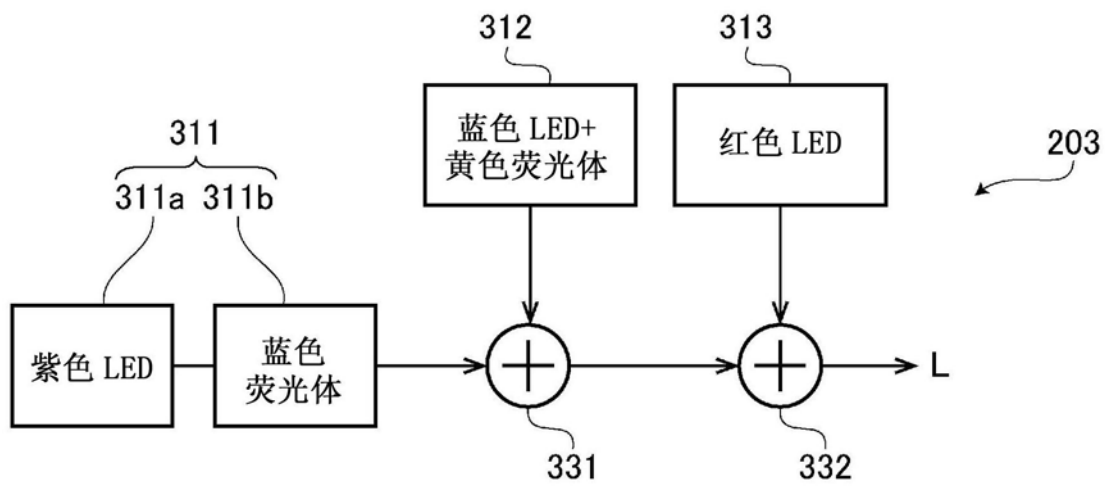 312
313
蓝色 LED+
黄色荧光体
红色 LED
203
311
311a 311b
紫色 LED
蓝色
荧光体
L
331
332